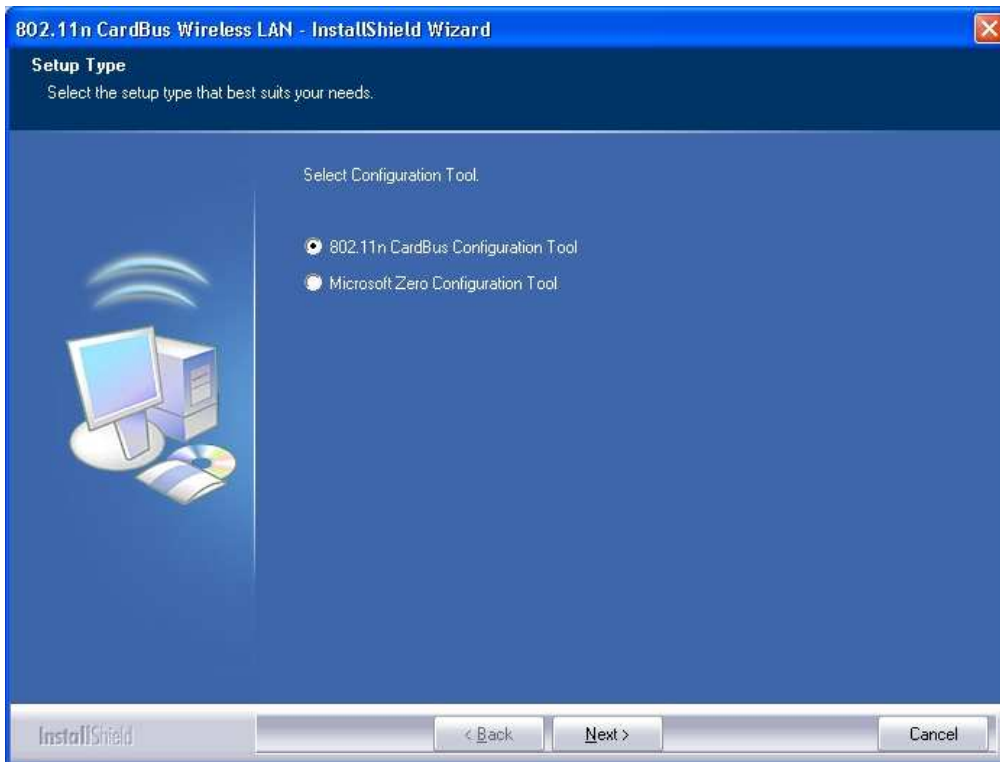 802.11n CardBus Wireless LAN - InstallShield Wizard
Setup Type
Select the setup type that best suits your needs.
Select Configuration Tool.
802.11n CardBus Configuration Tool
Microsoft Zero Configuration Tool
InstallShield
< Back
Next >
Cancel